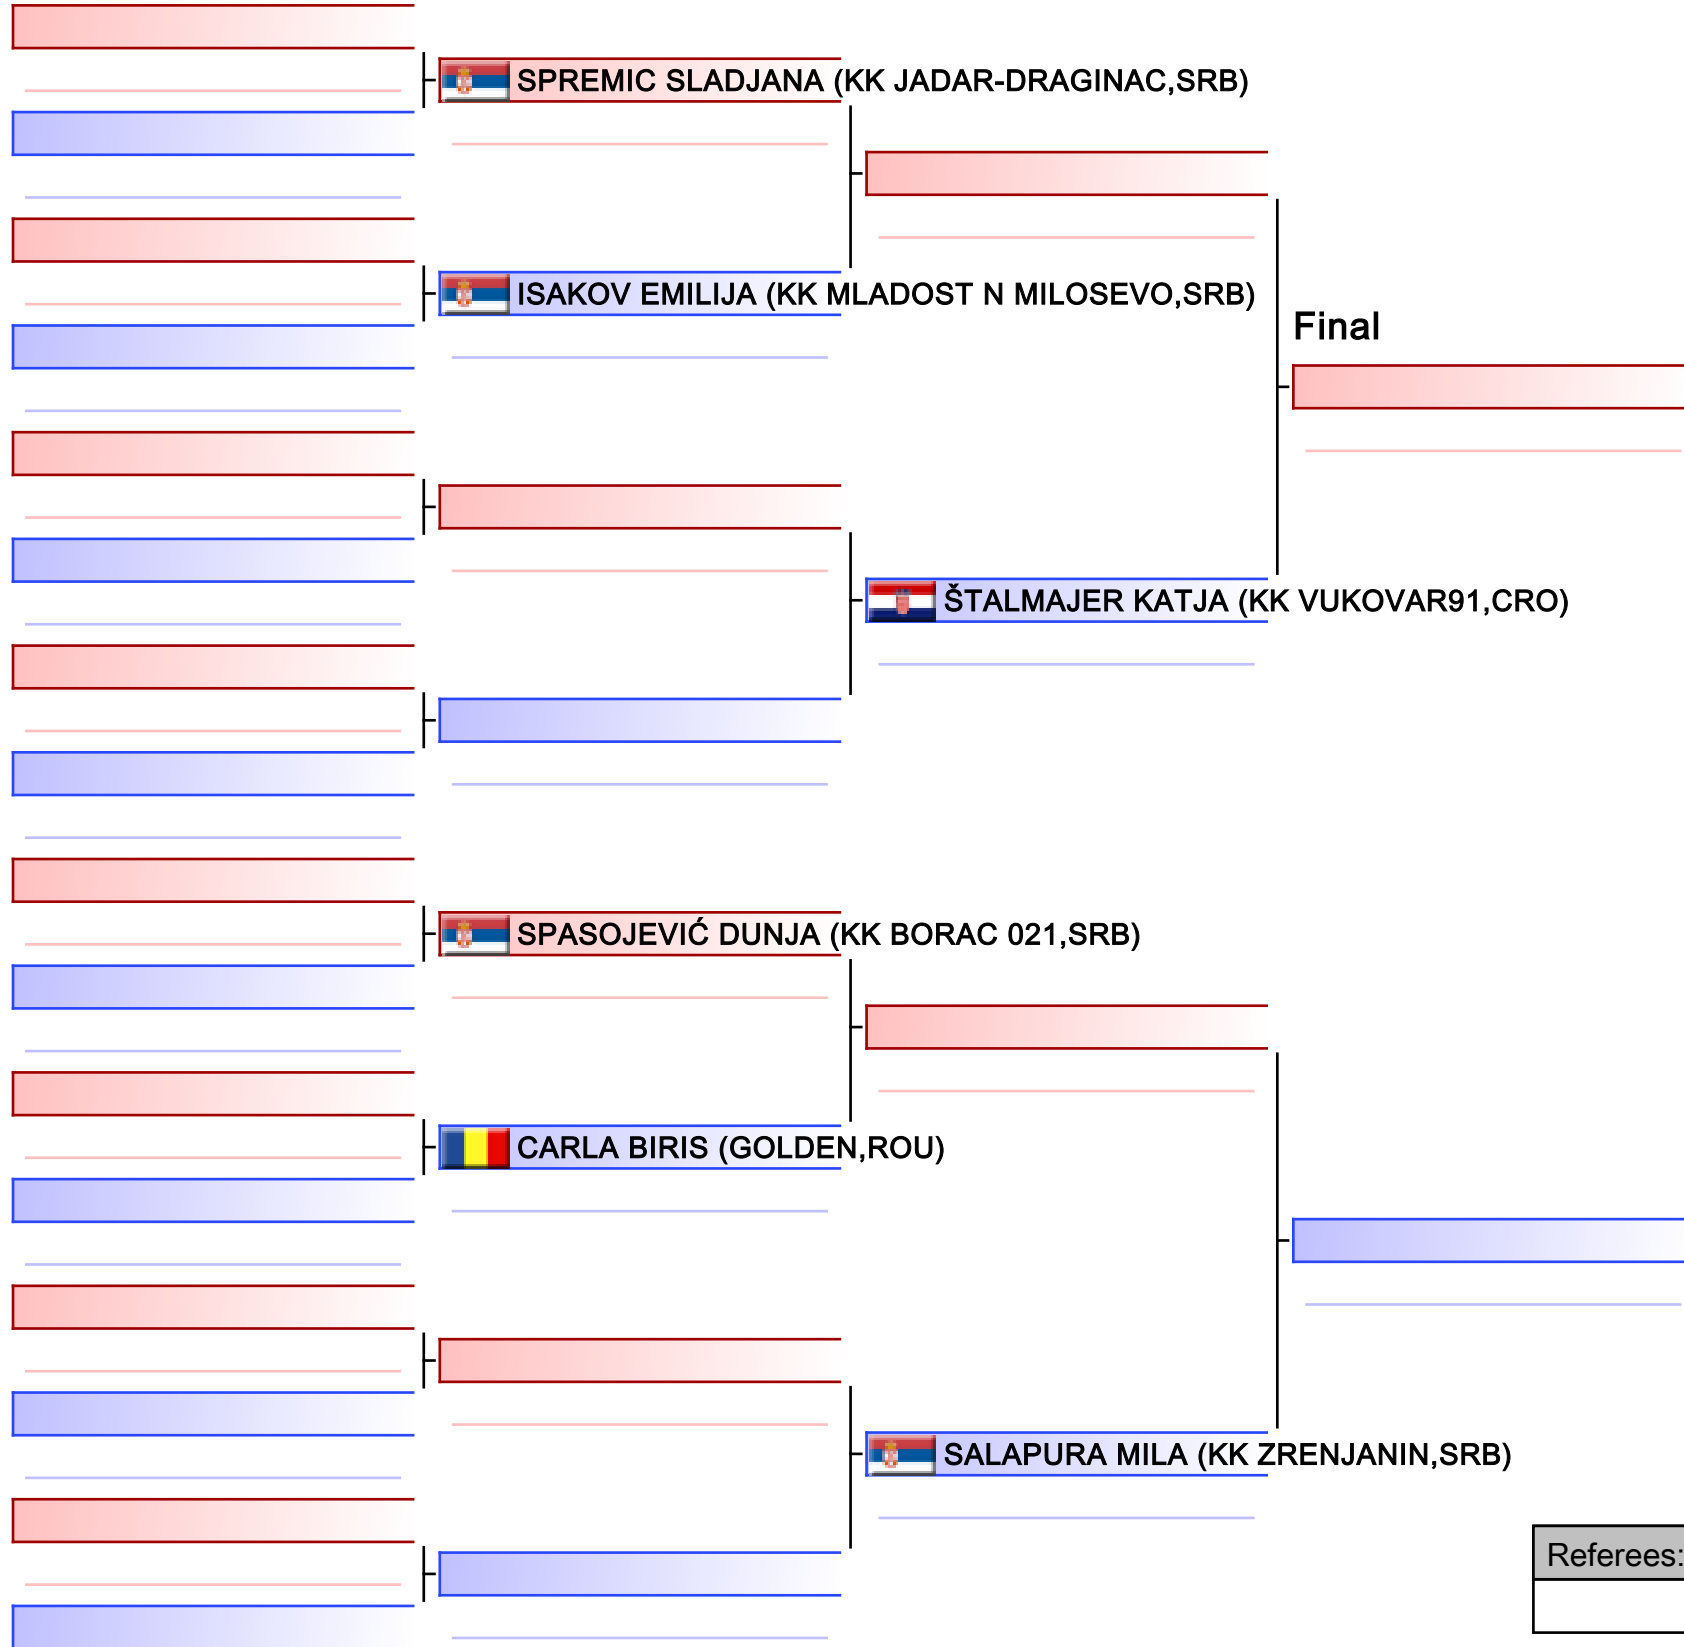 SPREMIC SLADJANA (KK JADAR-DRAGINAC,SRB)
ISAKOV EMILIJA (KK MLADOST N MILOSEVO,SRB)
Final
ŠTALMAJER KATJA (KK VUKOVAR91,CRO)
SPASOJEVIĆ DUNJA (KK BORAC 021,SRB)
CARLA BIRIS (GOLDEN,ROU)
SALAPURA MILA (KK ZRENJANIN,SRB)
Referees: